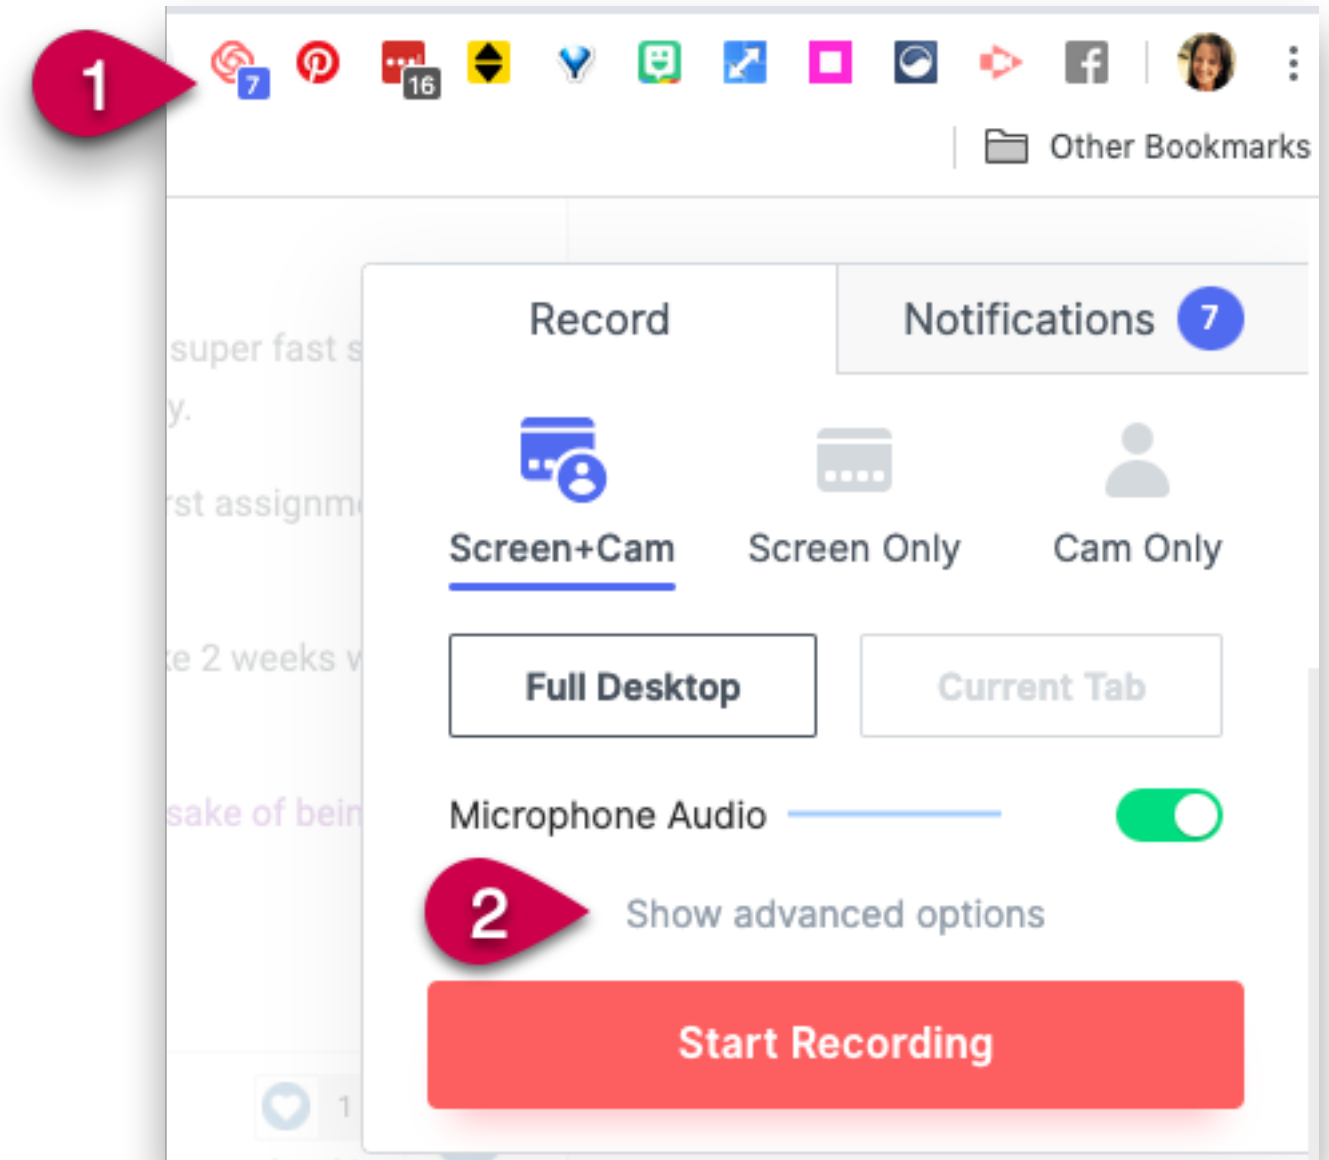 1
7
16
Other Bookmarks
Record
Notifications 7
super fast s
y.
Screen+Cam
Screen Only
Cam Only
rst assignm
Full Desktop
Current Tab
e 2 weeks w
Microphone Audio
sake of bein
2
Show advanced options
Start Recording
1